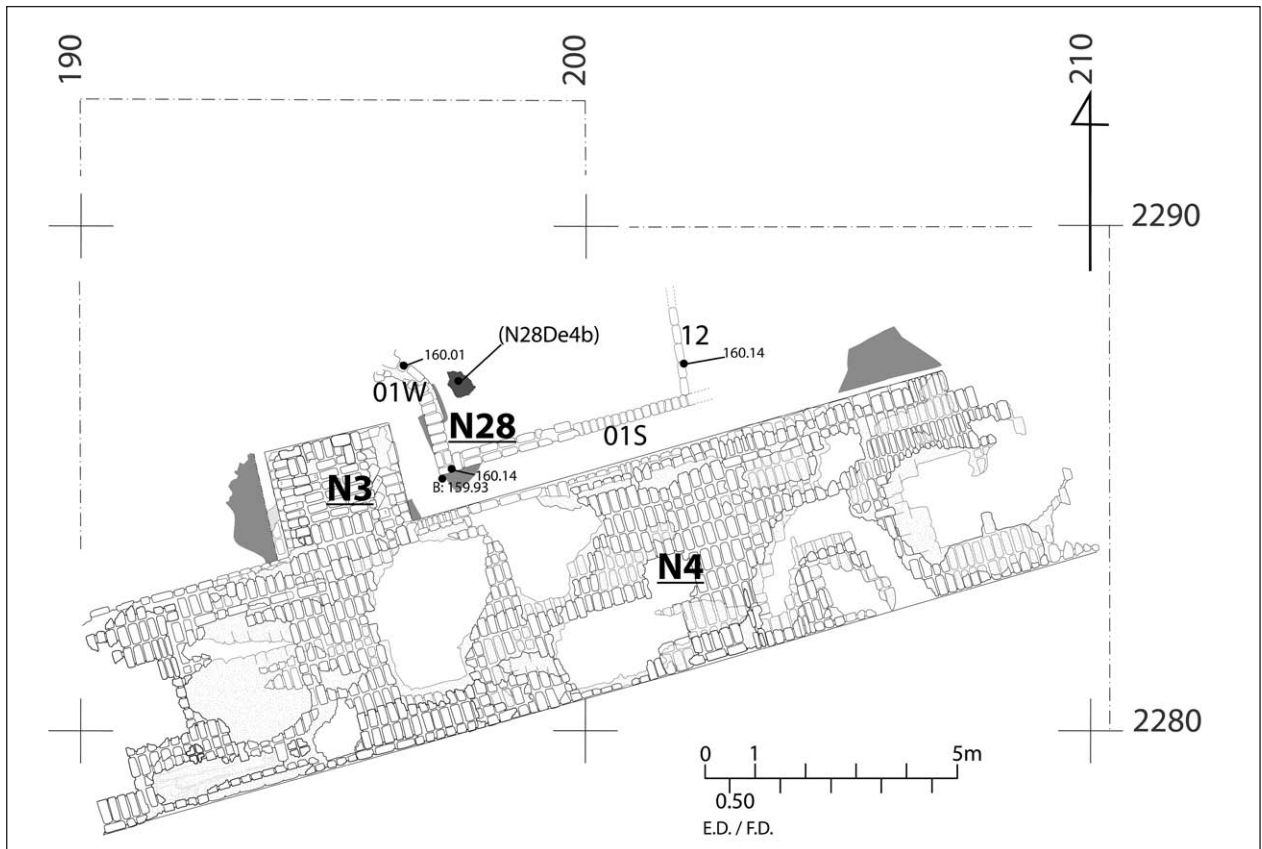 190
200
210
2290
(N28De4b)
12
160.01
160.14
01W
N28
01S
160.14
B: 159.93
N3
N4
2280
0 1 5m
0.50
E.D. / F.D.